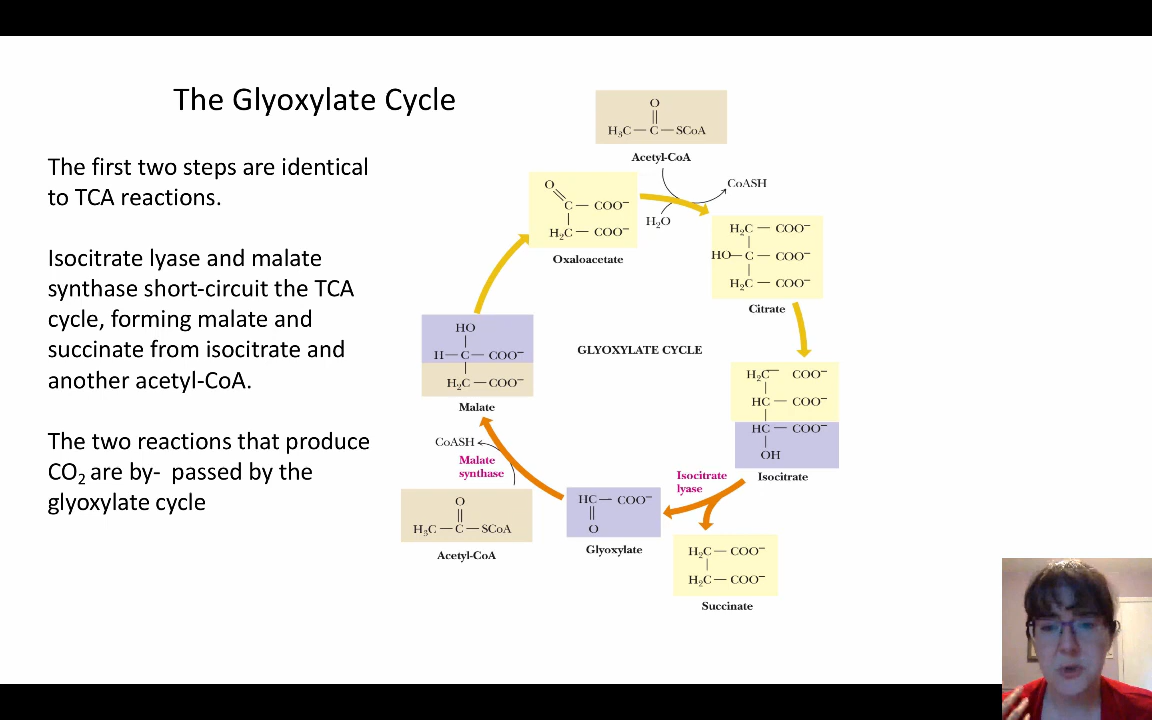 The Glyoxylate Cycle
The first two steps are identical
to TCA reactions.
Isocitrate lyase and malate
synthase short-circuit the TCA
cycle, forming malate and
succinate from isocitrate and
another acetyl-CoA.
The two reactions that produce
CO₂ are by- passed by the
glyoxylate cycle
O
H₃C — C — SCoA
Acetyl-CoA
CoASH
H₂O
O
C — COO⁻
H₂C — COO⁻
Oxaloacetate
H₂C — COO⁻
HO— C — COO⁻
H₂C — COO⁻
Citrate
GLYOXYLATE CYCLE
HO
H—C— COO⁻
H₂C —COO⁻
Malate
H₂C— COO⁻
HC — COO⁻
HC — COO⁻
OH
Isocitrate
CoASH
Malate
synthase
Isocitrate
lyase
O
H₃C — C —SCoA
Acetyl-CoA
HC — COO⁻
O
Glyoxylate
H₂C— COO⁻
H₂C— COO⁻
Succinate